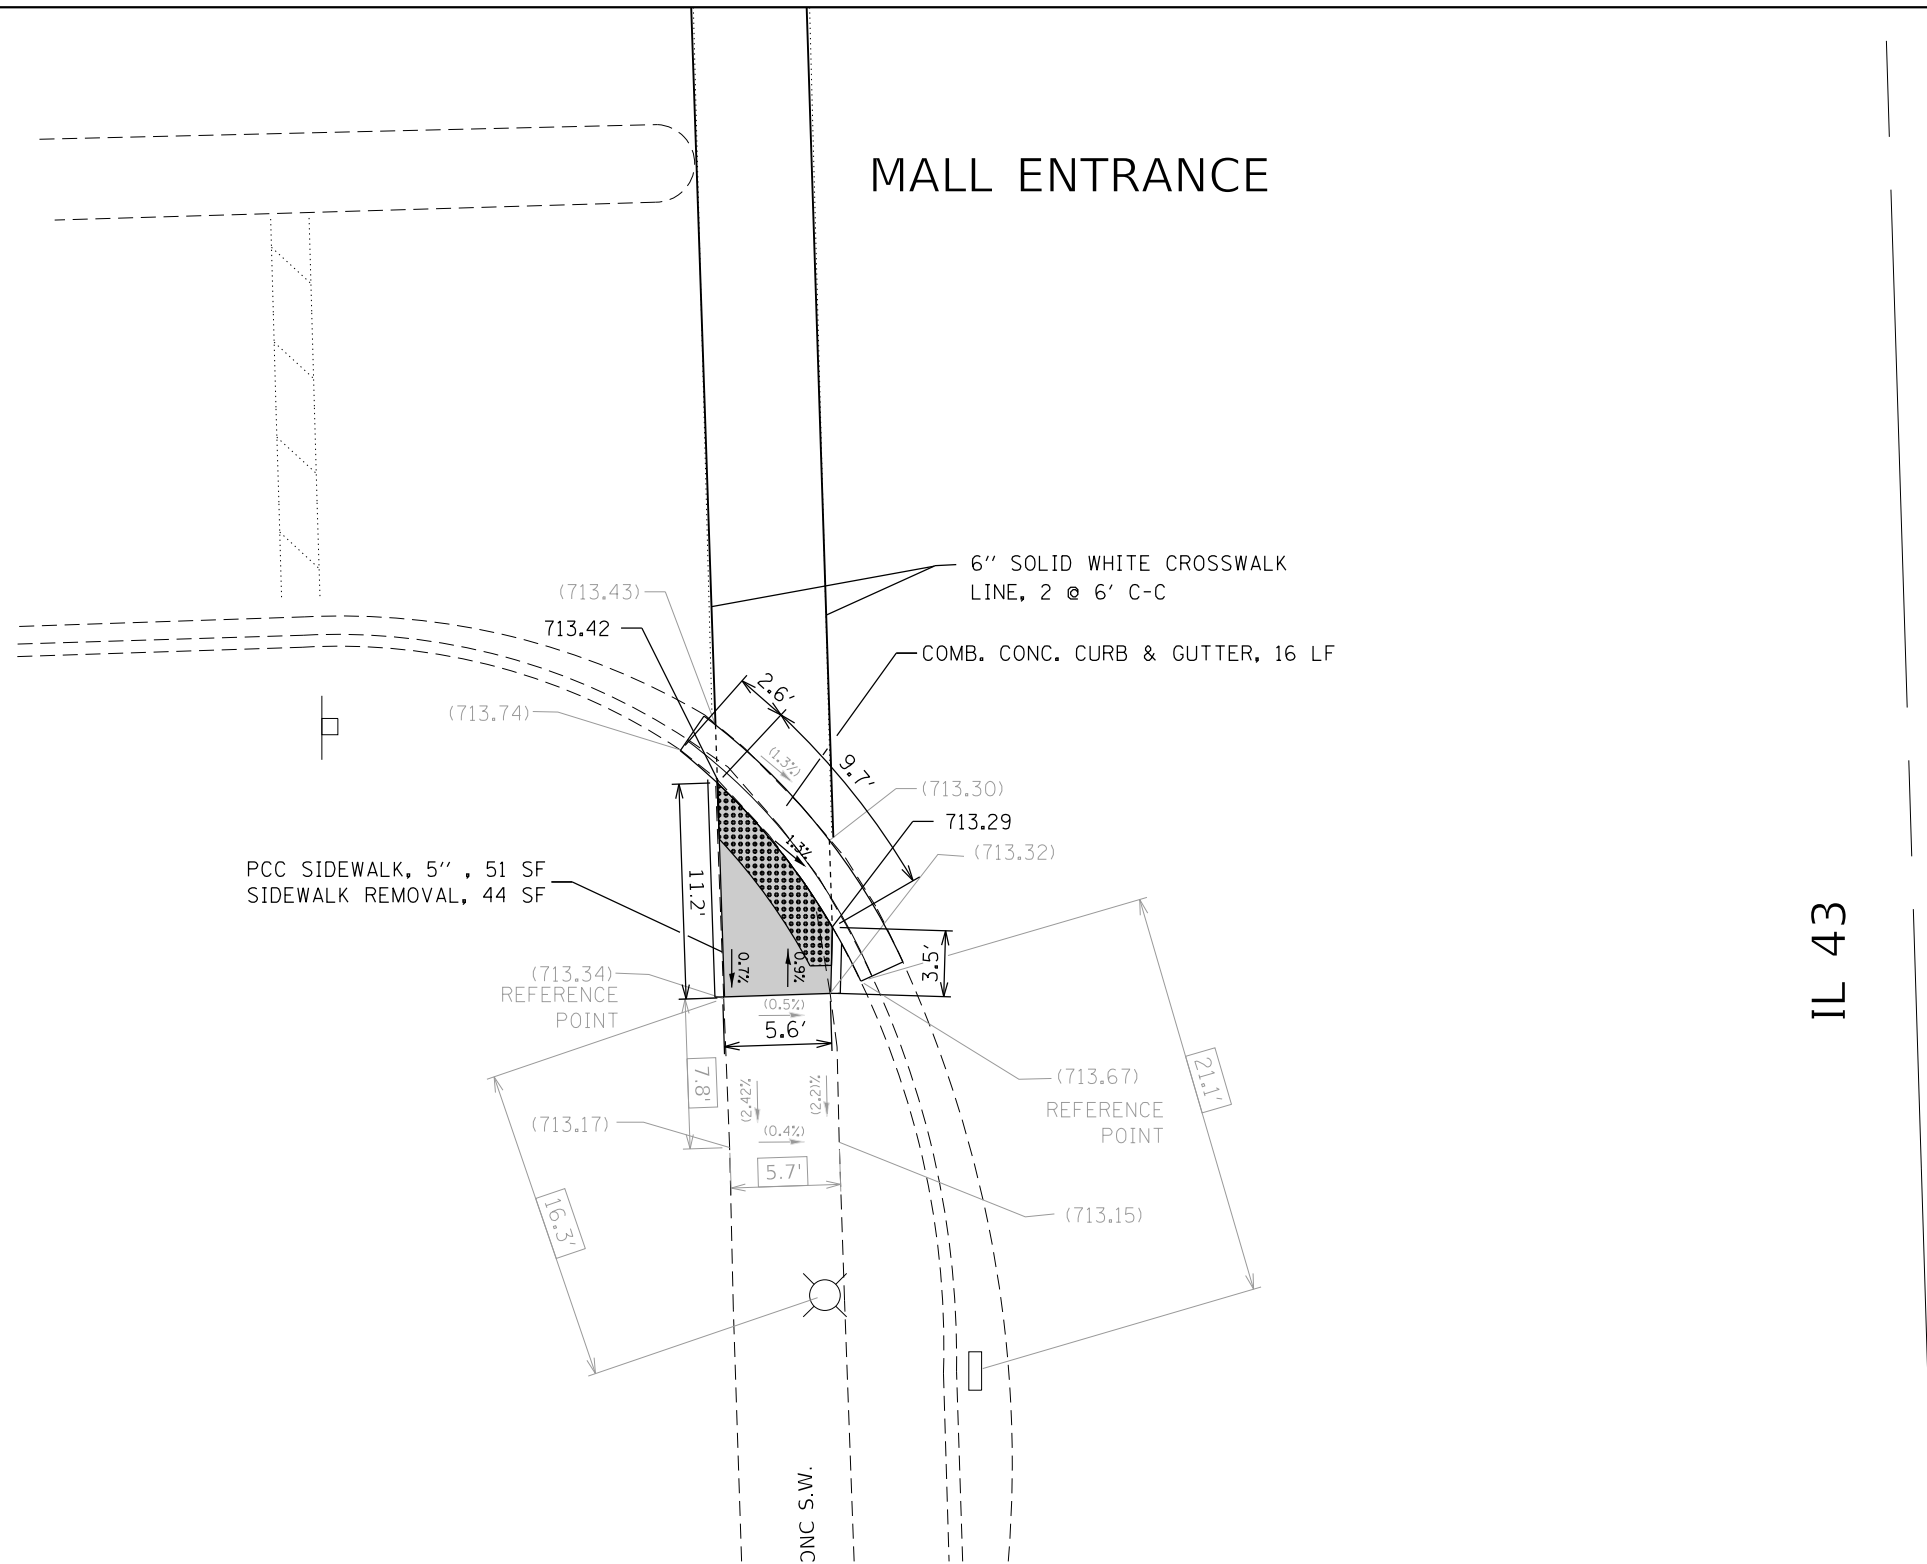 MALL ENTRANCE
6" SOLID WHITE CROSSWALK
LINE, 2 @ 6' C-C
(713.43)
713.42
COMB. CONC. CURB & GUTTER, 16 LF
2.6'
(713.74)
(1.3%)
9.7'
(713.30)
713.29
1.3%
(713.32)
PCC SIDEWALK, 5" , 51 SF
SIDEWALK REMOVAL, 44 SF
11.2'
IL 43
3.5'
0.7%
0.9%
(713.34)
REFERENCE
POINT
(0.5%)
5.6'
7.8'
(2.42%
(2.2)%
(713.67)
REFERENCE
POINT
21.1'
(713.17)
(0.4%)
5.7'
16.3'
(713.15)
ONC S.W.